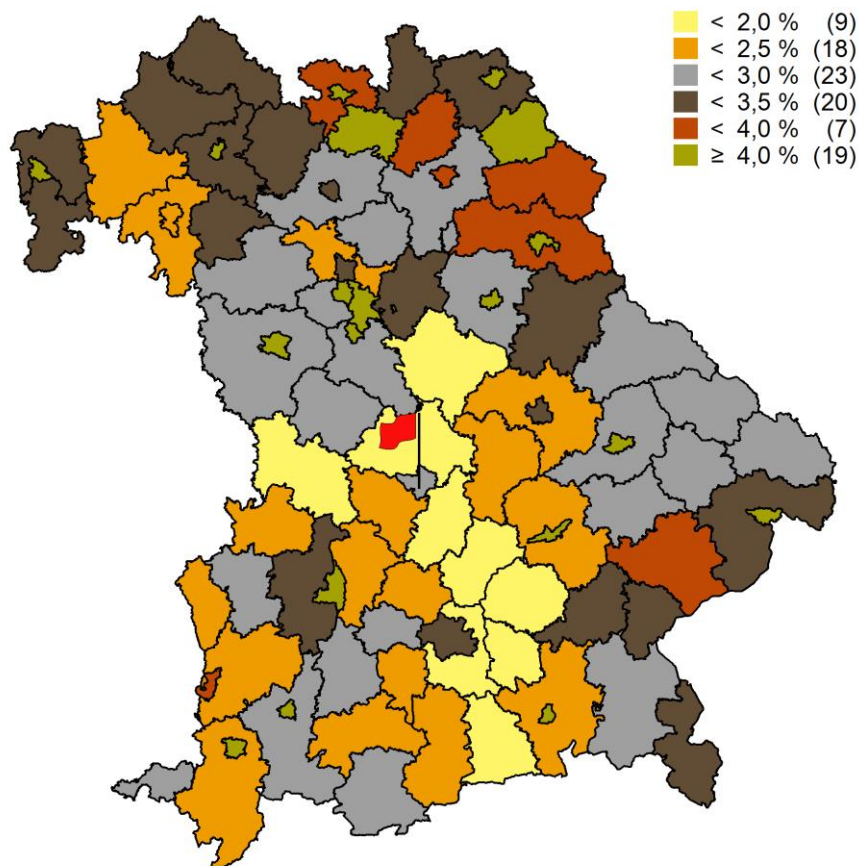 < 2,0 % (9)
< 2,5 % (18)
< 3,0 % (23)
< 3,5 % (20)
< 4,0 % (7)
≥ 4,0 % (19)